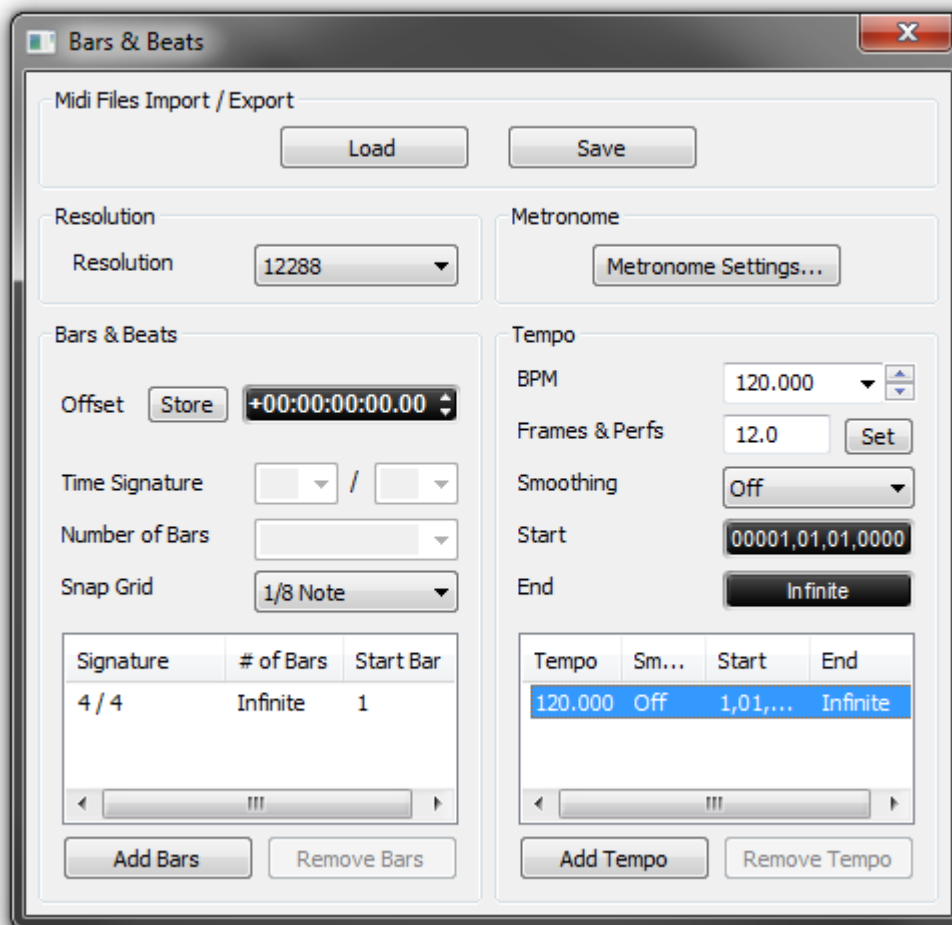 Bars & Beats
Midi Files Import / Export
Load Save
Resolution
Resolution 12288
Metronome
Metronome Settings...
Bars & Beats
Offset Store +00:00:00:00.00
Time Signature /
Number of Bars
Snap Grid 1/8 Note
Signature # of Bars Start Bar
4 / 4 Infinite 1
Add Bars Remove Bars
Tempo
BPM 120.000
Frames & Perfs 12.0 Set
Smoothing Off
Start 00001,01,01,0000
End Infinite
Tempo Sm... Start End
120.000 Off 1,01,... Infinite
Add Tempo Remove Tempo